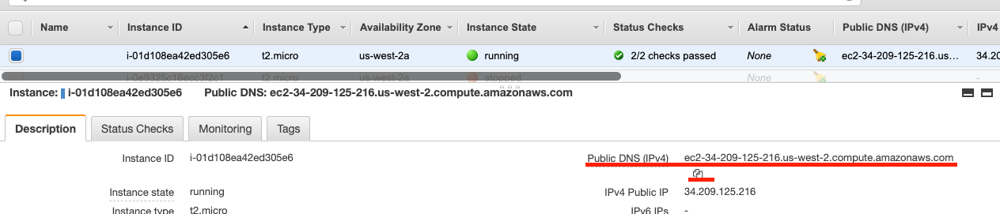 Name Instance ID Instance Type Availability Zone Instance State Status Checks Alarm Status Public DNS (IPv4) IPv4
i-01d108ea42ed305e6 t2.micro us-west-2a running 2/2 checks passed None ec2-34-209-125-216.us... 34.20
i-0e9325c16ecc3f2c1 t2.micro us-west-2a stopped None -
Instance: i-01d108ea42ed305e6 Public DNS: ec2-34-209-125-216.us-west-2.compute.amazonaws.com
Description Status Checks Monitoring Tags
Instance ID i-01d108ea42ed305e6 Public DNS (IPv4) ec2-34-209-125-216.us-west-2.compute.amazonaws.com
Instance state running IPv4 Public IP 34.209.125.216
Instance type t2.micro IPv6 IPs -